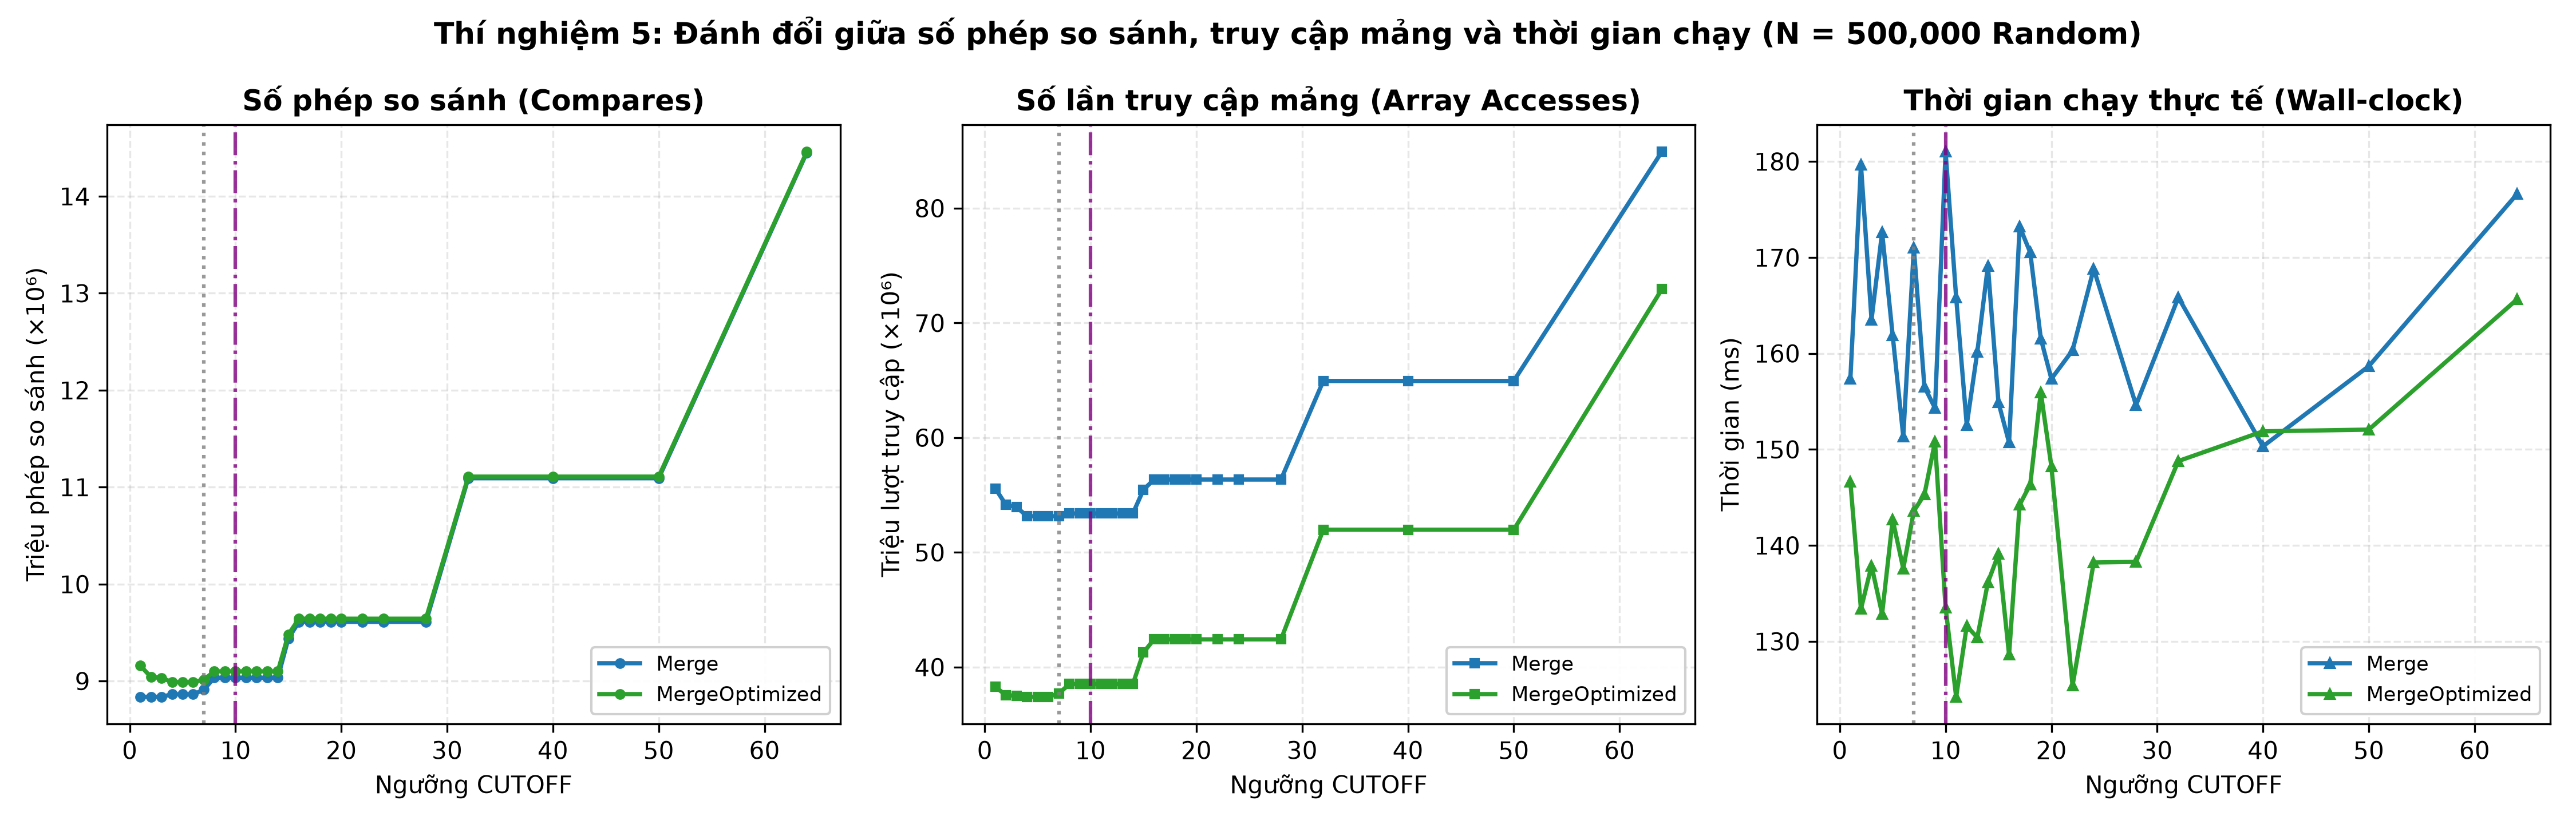 Thí nghiệm 5: Đánh đổi giữa số phép so sánh, truy cập mảng và thời gian chạy (N = 500,000 Random)
Số phép so sánh (Compares)
Triệu phép so sánh (×10⁶)
14
13
12
11
10
9
0 10 20 30 40 50 60
Ngưỡng CUTOFF
Merge
MergeOptimized
Số lần truy cập mảng (Array Accesses)
Triệu lượt truy cập (×10⁶)
80
70
60
50
40
0 10 20 30 40 50 60
Ngưỡng CUTOFF
Merge
MergeOptimized
Thời gian chạy thực tế (Wall-clock)
Thời gian (ms)
180
170
160
150
140
130
0 10 20 30 40 50 60
Ngưỡng CUTOFF
Merge
MergeOptimized